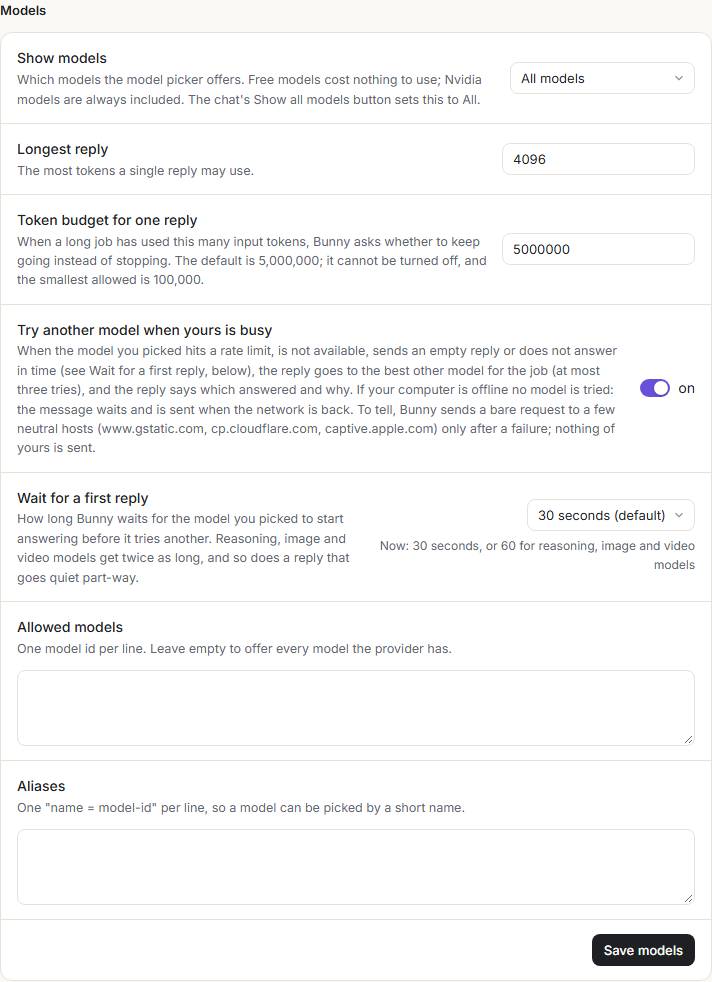 Models
Show models
Which models the model picker offers. Free models cost nothing to use; Nvidia
models are always included. The chat's Show all models button sets this to All.
All models
Longest reply
The most tokens a single reply may use.
4096
Token budget for one reply
When a long job has used this many input tokens, Bunny asks whether to keep
going instead of stopping. The default is 5,000,000; it cannot be turned off, and
the smallest allowed is 100,000.
5000000
Try another model when yours is busy
When the model you picked hits a rate limit, is not available, sends an empty reply or does not answer
in time (see Wait for a first reply, below), the reply goes to the best other model for the job (at most
three tries), and the reply says which answered and why. If your computer is offline no model is tried:
the message waits and is sent when the network is back. To tell, Bunny sends a bare request to a few
neutral hosts (www.gstatic.com, cp.cloudflare.com, captive.apple.com) only after a failure; nothing of
yours is sent.
on
Wait for a first reply
How long Bunny waits for the model you picked to start
answering before it tries another. Reasoning, image and
video models get twice as long, and so does a reply that
goes quiet part-way.
30 seconds (default)
Now: 30 seconds, or 60 for reasoning, image and video
models
Allowed models
One model id per line. Leave empty to offer every model the provider has.
Aliases
One "name = model-id" per line, so a model can be picked by a short name.
Save models